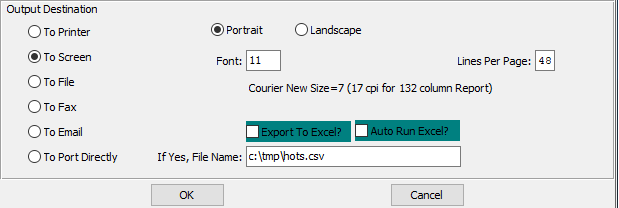 Output Destination
To Printer
Portrait Landscape
To Screen
Font: 11 Lines Per Page: 48
To File
Courier New Size=7 (17 cpi for 132 column Report)
To Fax
To Email
Export To Excel? Auto Run Excel?
To Port Directly
If Yes, File Name: c:\tmp\hots.csv
OK Cancel